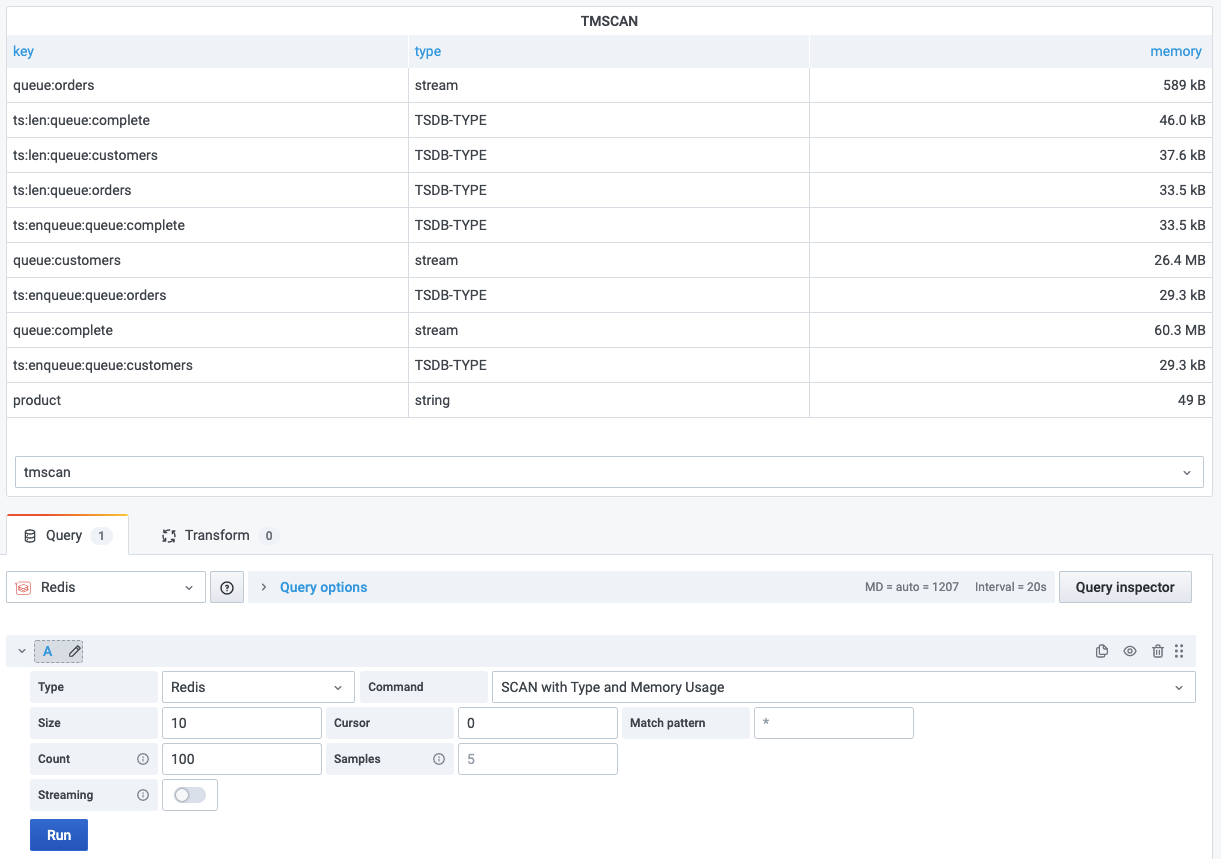 TMSCAN
key type memory
queue:orders stream 589 kB
ts:len:queue:complete TSDB-TYPE 46.0 kB
ts:len:queue:customers TSDB-TYPE 37.6 kB
ts:len:queue:orders TSDB-TYPE 33.5 kB
ts:enqueue:queue:complete TSDB-TYPE 33.5 kB
queue:customers stream 26.4 MB
ts:enqueue:queue:orders TSDB-TYPE 29.3 kB
queue:complete stream 60.3 MB
ts:enqueue:queue:customers TSDB-TYPE 29.3 kB
product string 49 B
tmscan
Query 1 Transform 0
Redis Query options MD = auto = 1207 Interval = 20s Query inspector
A
Type Redis Command SCAN with Type and Memory Usage
Size 10 Cursor 0 Match pattern *
Count 100 Samples 5
Streaming
Run